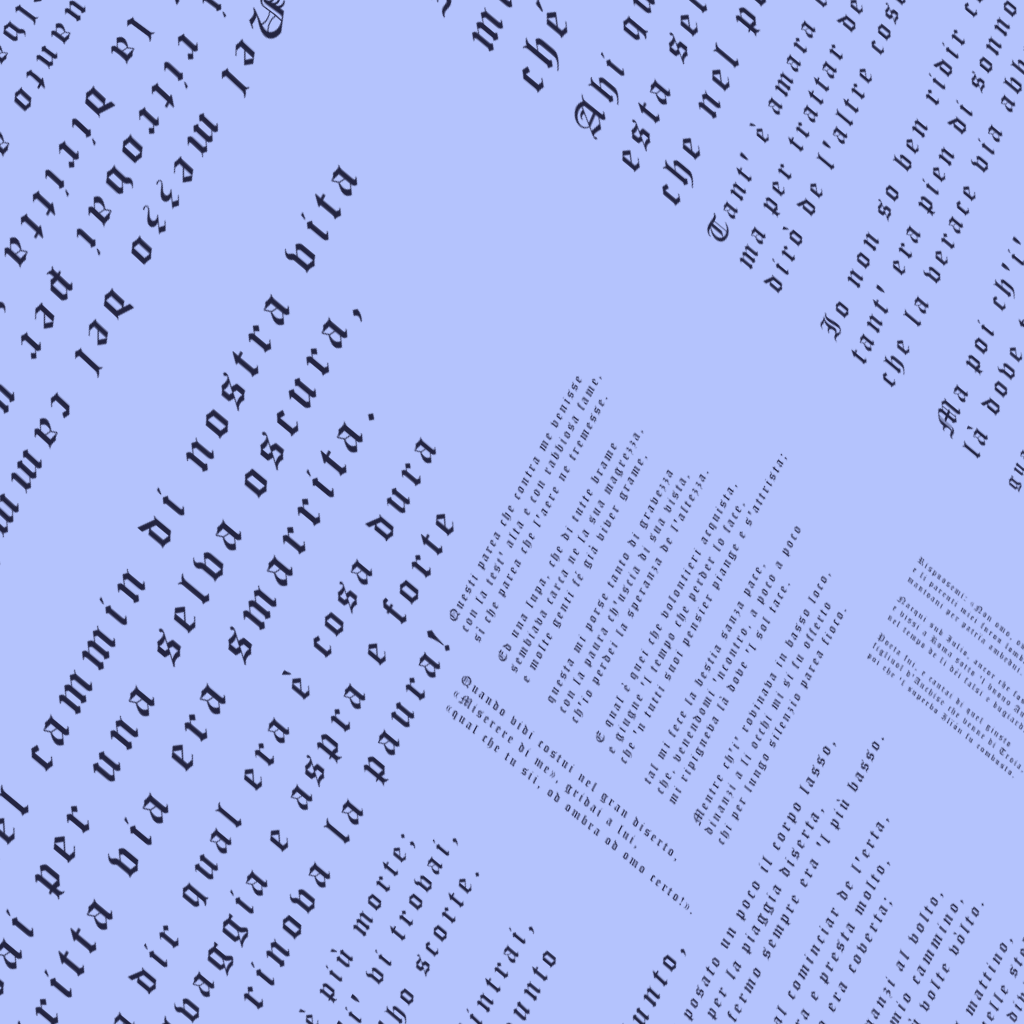 Nel mezzo del camm
ritrovai per
la diritta
uanto
mi
ché
Ahi qu
esta sel
che nel p
Tant' è amara
ma per trattar de
dirò de l'altre cos
Io non so ben ridir c
tant' era pien di sonno
che la verace via abb
Ma poi ch'i'
là dove
gua
el cammin di nostra vita
ai per una selva oscura,
ritta via era smarrita.
dir qual era è cosa dura
vaggia e aspra e forte
rinova la paura!
è più morte;
i' vi trovai,
ho scorte.
intrai,
punto
unto,
posato un poco il corpo lasso,
per la piaggia diserta,
fermo sempre era 'l più basso.
al cominciar de l'erta,
a e presta molto,
era coverta;
anzi al volto,
mio cammino,
volte vòlto.
mattino,
elle ste
Questi parea che contra me venisse
con la test' alta e con rabbiosa fame,
sì che parea che l'aere ne tremesse.
Ed una lupa, che di tutte brame
sembiava carca ne la sua magrezza,
e molte genti fé già viver grame,
questa mi porse tanto di gravezza
con la paura ch'uscia di sua vista,
ch'io perdei la speranza de l'altezza.
E qual è quei che volontieri acquista,
e giugne 'l tempo che perder lo face,
che 'n tutti suoi pensier piange e s'attrista;
tal mi fece la bestia sanza pace,
che, venendomi 'ncontro, a poco a poco
mi ripigneva là dove 'l sol tace.
Mentre ch'i' rovinava in basso loco,
dinanzi a li occhi mi si fu offerto
chi per lungo silenzio parea fioco.
Quando vidi costui nel gran diserto,
«Miserere di me», gridai a lui,
«qual che tu sii, od ombra od omo certo!».
Rispuosemi: «Non omo, o
e li parenti miei furon lomb
mantoani per patrïa ambed
Nacqui sub Iulio, ancor che fo
e vissi a Roma sotto 'l buono Au
nel tempo de li dèi falsi e bugiard
Poeta fui, e cantai di quel giusto
figliuol d'Anchise che venne di Troia,
poi che 'l superbo Ilïón fu combusto.